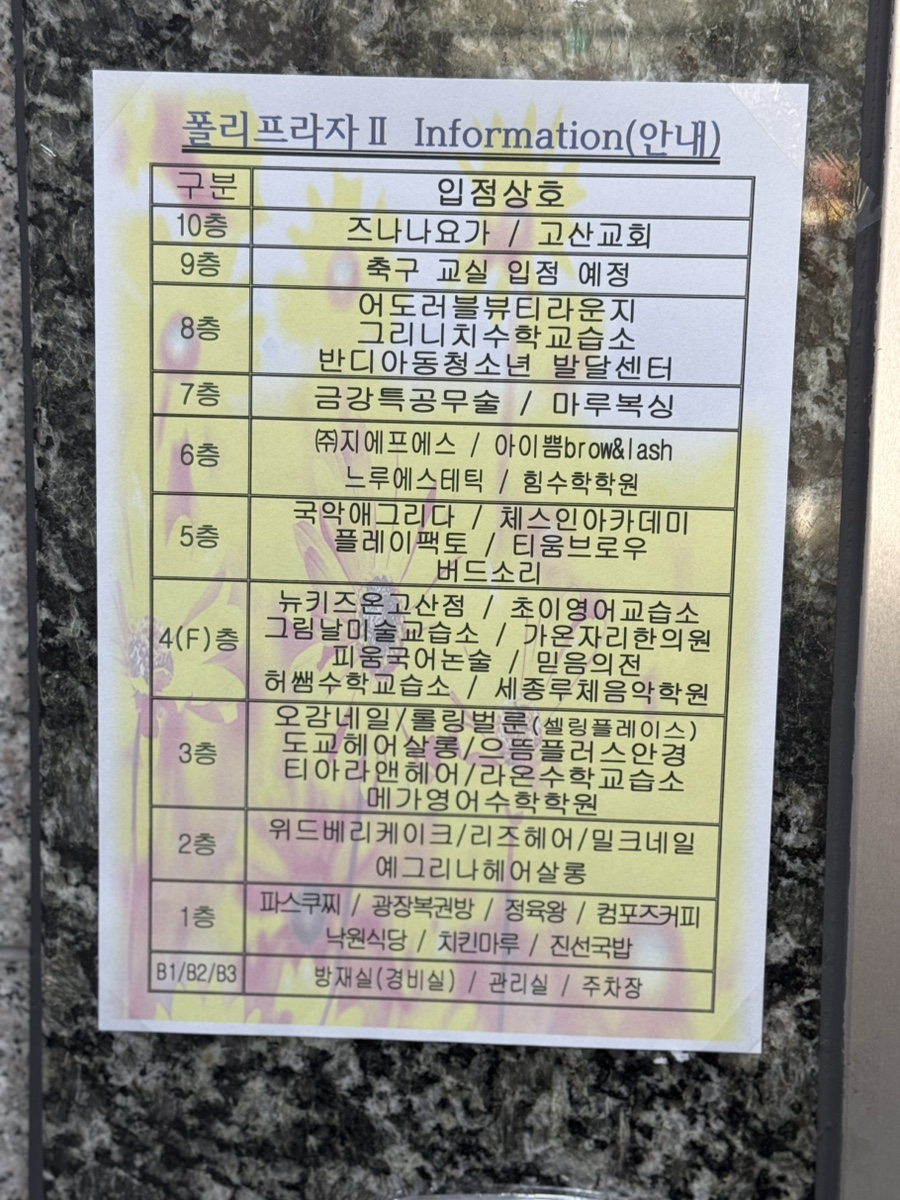 폴리프라자Ⅱ Information(안내)
구분 입점상호
10층 즈나나요가 / 고산교회
9층 축구 교실 입점 예정
8층 어도러블뷰티라운지
그리니치수학교습소
반디아동청소년 발달센터
7층 금강특공무술 / 마루복싱
6층 ㈜지에프에스 / 아이쁨brow&lash
느루에스테틱 / 힘수학학원
5층 국악애그리다 / 체스인아카데미
플레이팩토 / 티움브로우
버드소리
4(F)층 뉴키즈온고산점 / 초이영어교습소
그림날미술교습소 / 가온자리한의원
피움국어논술 / 믿음의전
허쌤수학교습소 / 세종루체음악학원
3층 오감네일/롤링벌룬(셀링플레이스)
도교헤어살롱/으뜸플러스안경
티아라앤헤어/라온수학교습소
메가영어수학학원
2층 위드베리케이크/리즈헤어/밀크네일
예그리나헤어살롱
1층 파스쿠찌 / 광장복권방 / 정육왕 / 컴포즈커피
낙원식당 / 치킨마루 / 진선국밥
B1/B2/B3 방재실(경비실) / 관리실 / 주차장